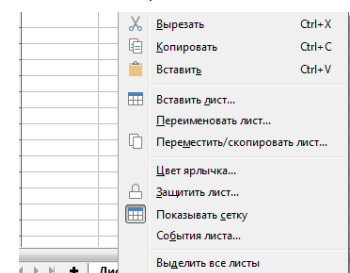 Вырезать Ctrl+X
Копировать Ctrl+C
Вставить Ctrl+V
Вставить лист...
Переименовать лист...
Переместить/скопировать лист...
Цвет ярлычка...
Защитить лист...
Показывать сетку
События листа...
Выделить все листы